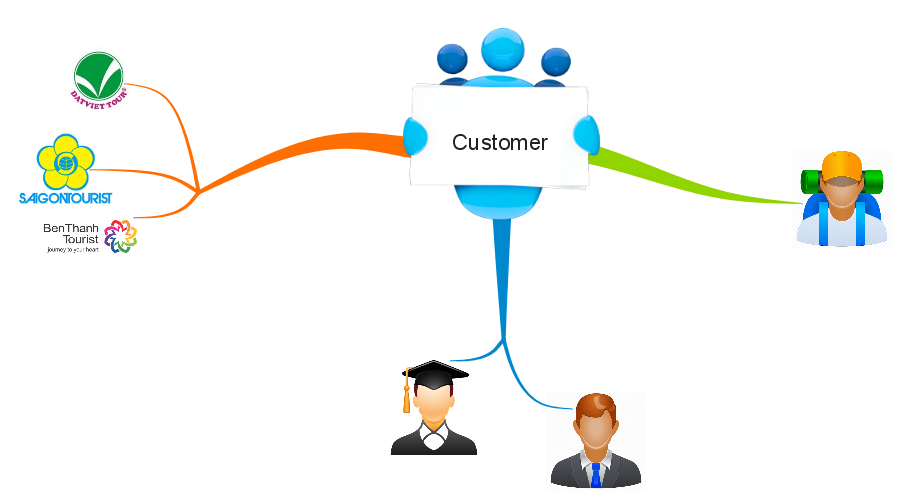 Customer
DATVIET TOUR®
SAIGONTOURIST
BenThanh
Tourist
journey to your heart